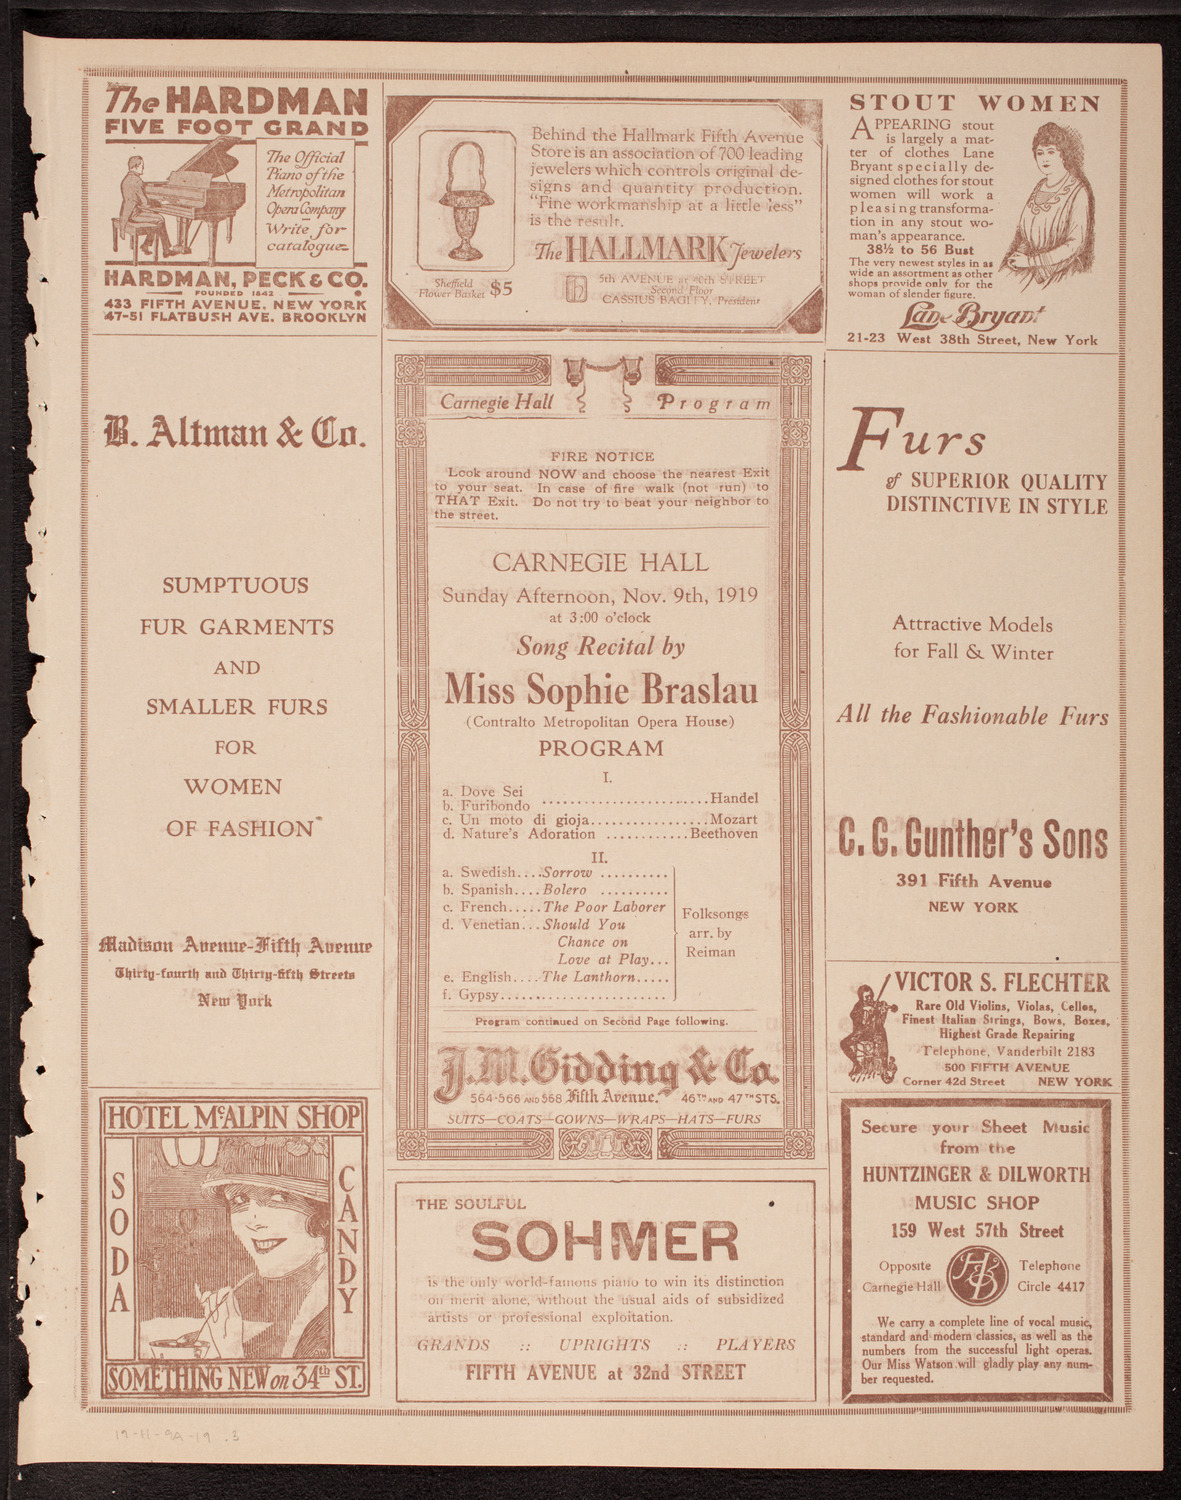 The HARDMAN
FIVE FOOT GRAND
The Official
Piano of the
Metropolitan
Opera Company
Write for
catalogue
HARDMAN, PECK & CO.
FOUNDED 1842
433 FIFTH AVENUE, NEW YORK
47-51 FLATBUSH AVE. BROOKLYN
Behind the Hallmark Fifth Avenue
Store is an association of 700 leading
jewelers which controls original de-
signs and quantity production.
"Fine workmanship at a little less"
is the result.
The HALLMARK Jewelers
Sheffield
Flower Basket $5
5th AVENUE at 40th STREET
Second Floor
CASSIUS BAGLEY, President
STOUT WOMEN
APPEARING stout
is largely a mat-
ter of clothes Lane
Bryant specially de-
signed clothes for stout
women will work a
pleasing transforma-
tion in any stout wo-
man's appearance.
38½ to 56 Bust
The very newest styles in as
wide an assortment as other
shops provide only for the
woman of slender figure.
Lane Bryant
21-23 West 38th Street, New York
B. Altman & Co.
SUMPTUOUS
FUR GARMENTS
AND
SMALLER FURS
FOR
WOMEN
OF FASHION
Madison Avenue-Fifth Avenue
Thirty-fourth and Thirty-fifth Streets
New York
HOTEL McALPIN SHOP
SODA
CANDY
SOMETHING NEW on 34th ST.
Carnegie Hall Program
FIRE NOTICE
Look around NOW and choose the nearest Exit
to your seat. In case of fire walk (not run) to
THAT Exit. Do not try to beat your neighbor to
the street.
CARNEGIE HALL
Sunday Afternoon, Nov. 9th, 1919
at 3:00 o'clock
Song Recital by
Miss Sophie Braslau
(Contralto Metropolitan Opera House)
PROGRAM
I.
a. Dove Sei
b. Furibondo ........................Handel
c. Un moto di gioja.................Mozart
d. Nature's Adoration ............Beethoven
II.
a. Swedish....Sorrow ..........
b. Spanish....Bolero ..........
c. French.....The Poor Laborer
d. Venetian...Should You
Chance on
Love at Play...
e. English....The Lanthorn.....
f. Gypsy........................
Folksongs
arr. by
Reiman
Program continued on Second Page following.
J. M. Gidding & Co.
564-566 AND 568 Fifth Avenue. 46TH AND 47TH STS.
SUITS—COATS—GOWNS—WRAPS—HATS—FURS
THE SOULFUL
SOHMER
is the only world-famous piano to win its distinction
on merit alone, without the usual aids of subsidized
artists or professional exploitation.
GRANDS :: UPRIGHTS :: PLAYERS
FIFTH AVENUE at 32nd STREET
Furs
of SUPERIOR QUALITY
DISTINCTIVE IN STYLE
Attractive Models
for Fall & Winter
All the Fashionable Furs
C. G. Gunther's Sons
391 Fifth Avenue
NEW YORK
VICTOR S. FLECHTER
Rare Old Violins, Violas, Cellos,
Finest Italian Strings, Bows, Boxes,
Highest Grade Repairing
Telephone, Vanderbilt 2183
500 FIFTH AVENUE
Corner 42d Street NEW YORK
Secure your Sheet Music
from the
HUNTZINGER & DILWORTH
MUSIC SHOP
159 West 57th Street
Opposite
Carnegie Hall
Telephone
Circle 4417
We carry a complete line of vocal music,
standard and modern classics, as well as the
numbers from the successful light operas.
Our Miss Watson will gladly play any num-
ber requested.
19-11-9A-19 .3